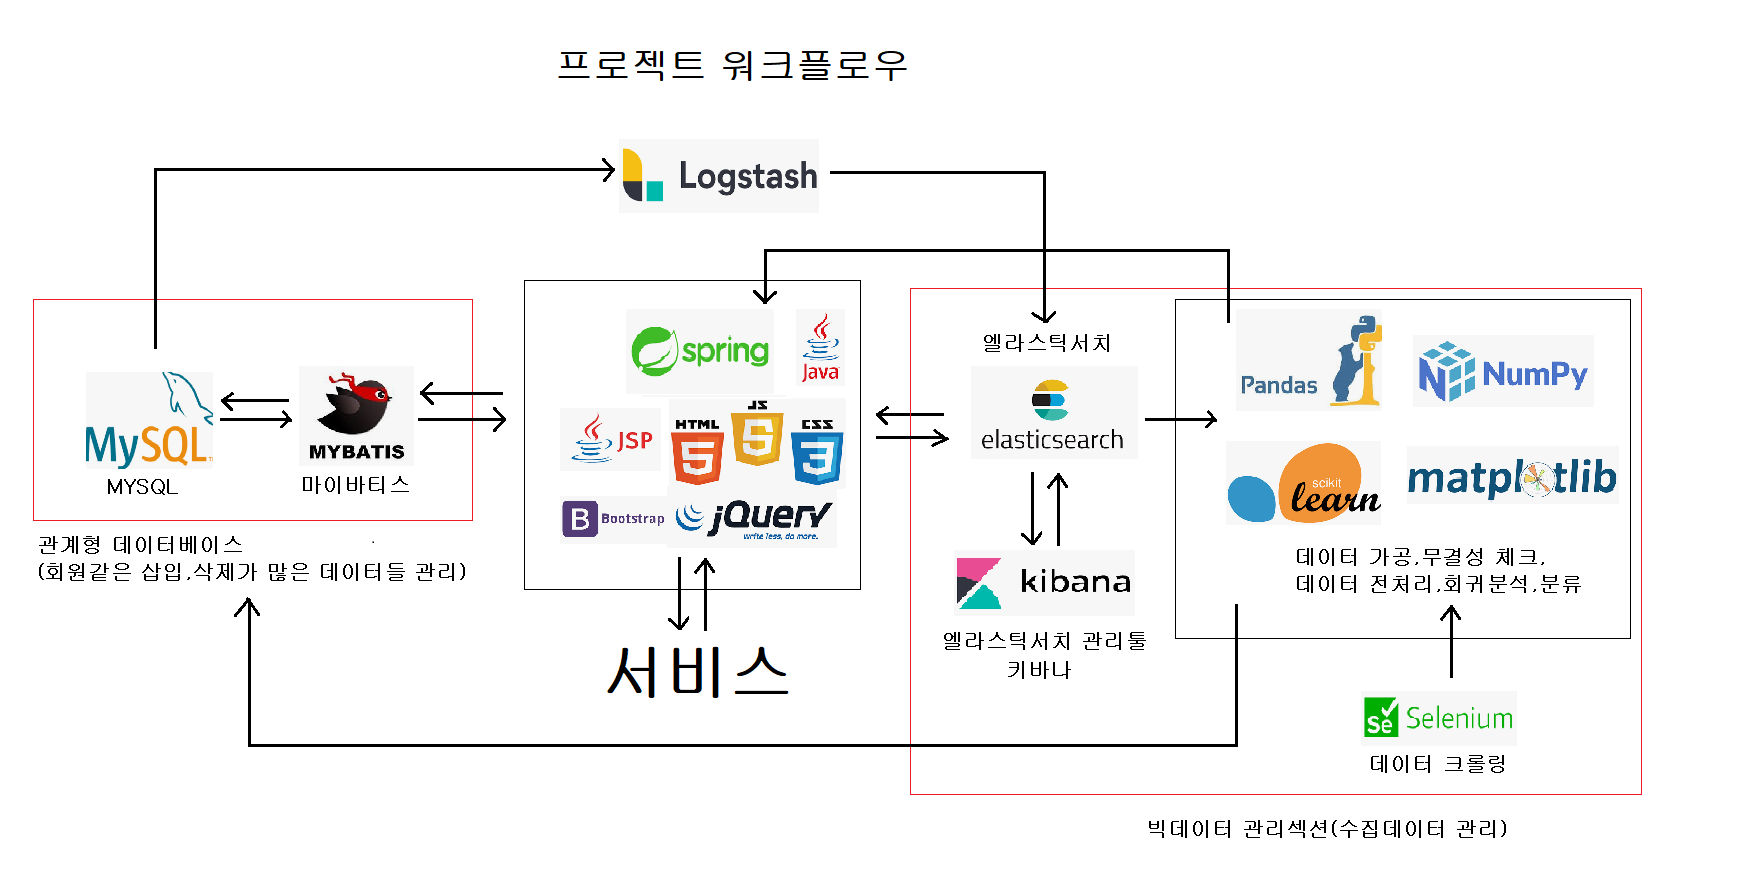 프로젝트 워크플로우
Logstash
spring
Java
엘라스틱서치
Pandas
NumPy
MySQL
MYBATIS
MYSQL
마이바티스
JSP
HTML
5
JS
5
CSS
3
B Bootstrap
jQuery
write less, do more.
elasticsearch
scikit
learn
matplotlib
관계형 데이터베이스
(회원같은 삽입,삭제가 많은 데이터들 관리)
데이터 가공,무결성 체크,
데이터 전처리,회귀분석,분류
kibana
엘라스틱서치 관리툴
키바나
서비스
Se Selenium
데이터 크롤링
빅데이터 관리섹션(수집데이터 관리)